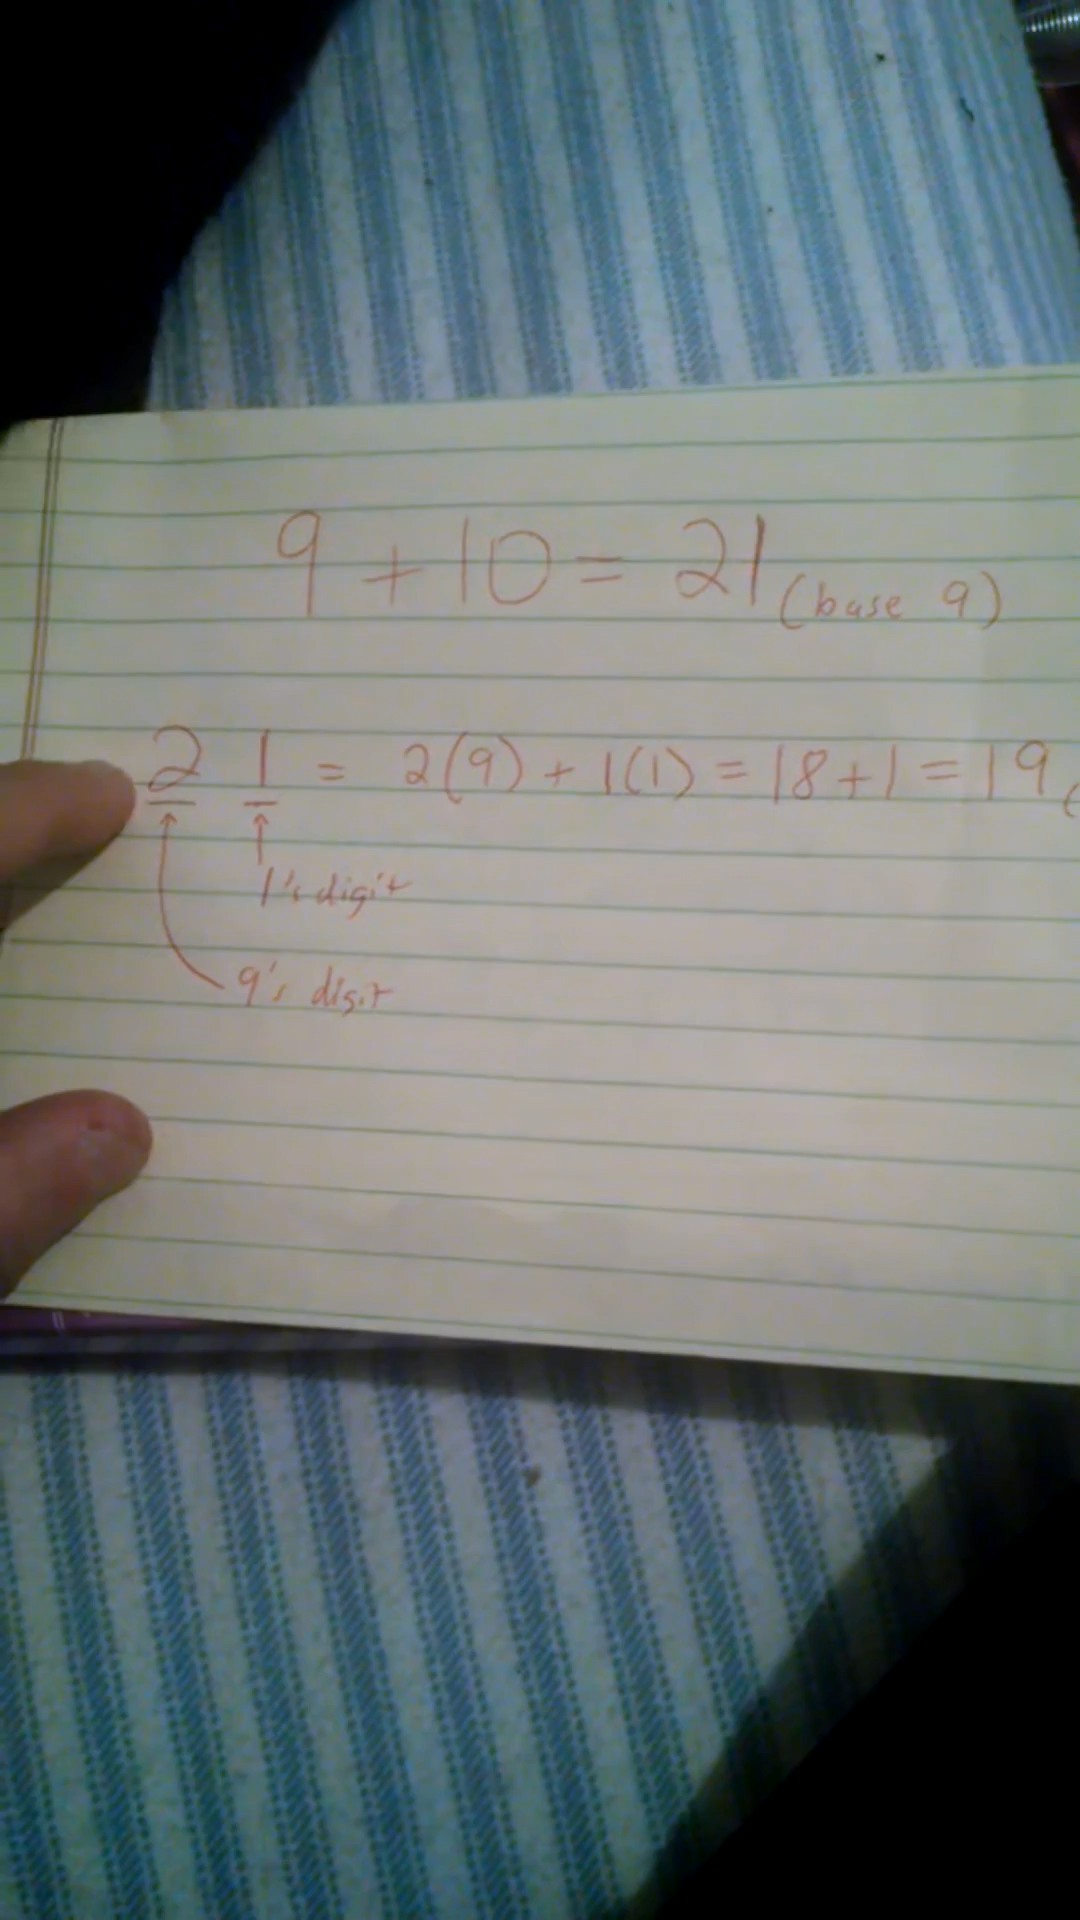 9 + 10 = 21 (base 9)
2 1 = 2(9) + 1(1) = 18 + 1 = 19 (
1's digit
9's digit